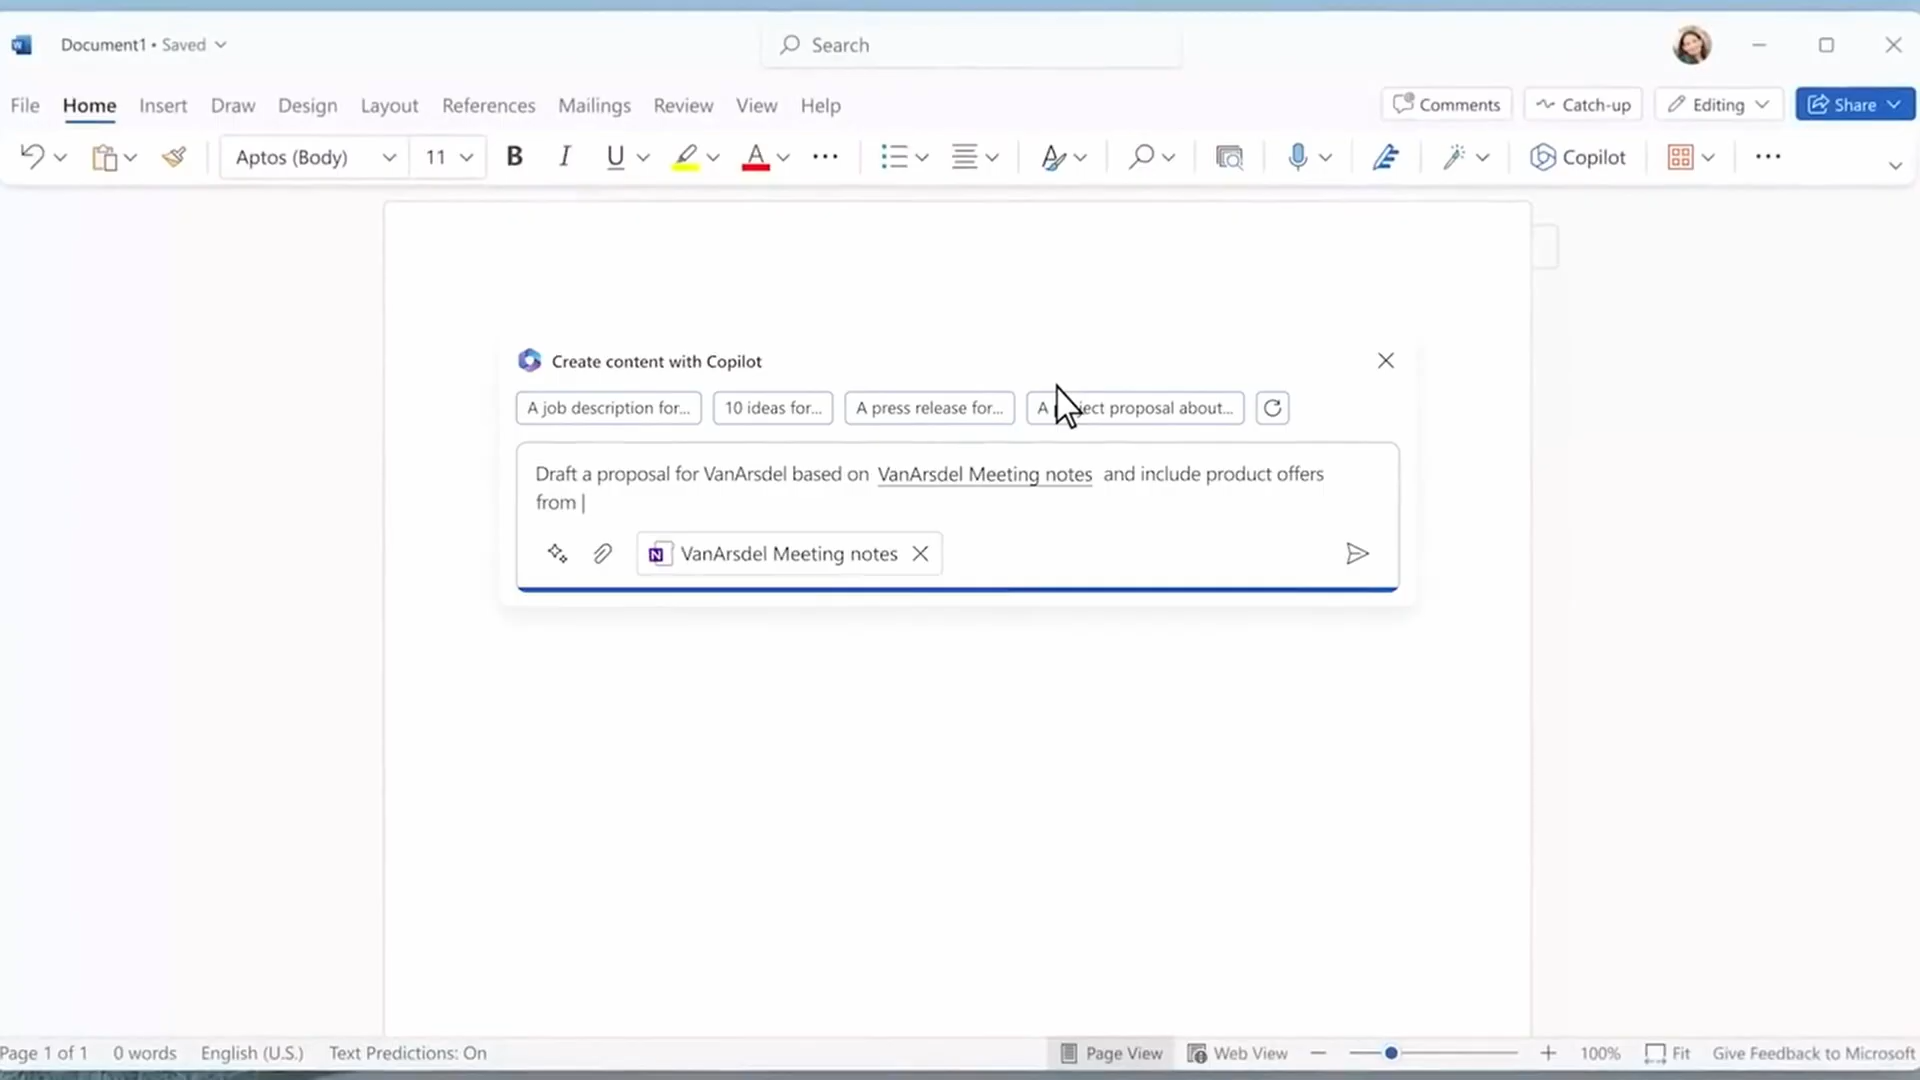 Document1 • Saved
Search
File Home Insert Draw Design Layout References Mailings Review View Help
Comments Catch-up Editing Share
Aptos (Body) 11 B I U A Copilot
Create content with Copilot
A job description for... 10 ideas for... A press release for... A ject proposal about...
Draft a proposal for VanArsdel based on VanArsdel Meeting notes and include product offers
from
N VanArsdel Meeting notes
Page 1 of 1 0 words English (U.S.) Text Predictions: On Page View Web View 100% Fit Give Feedback to Microsoft